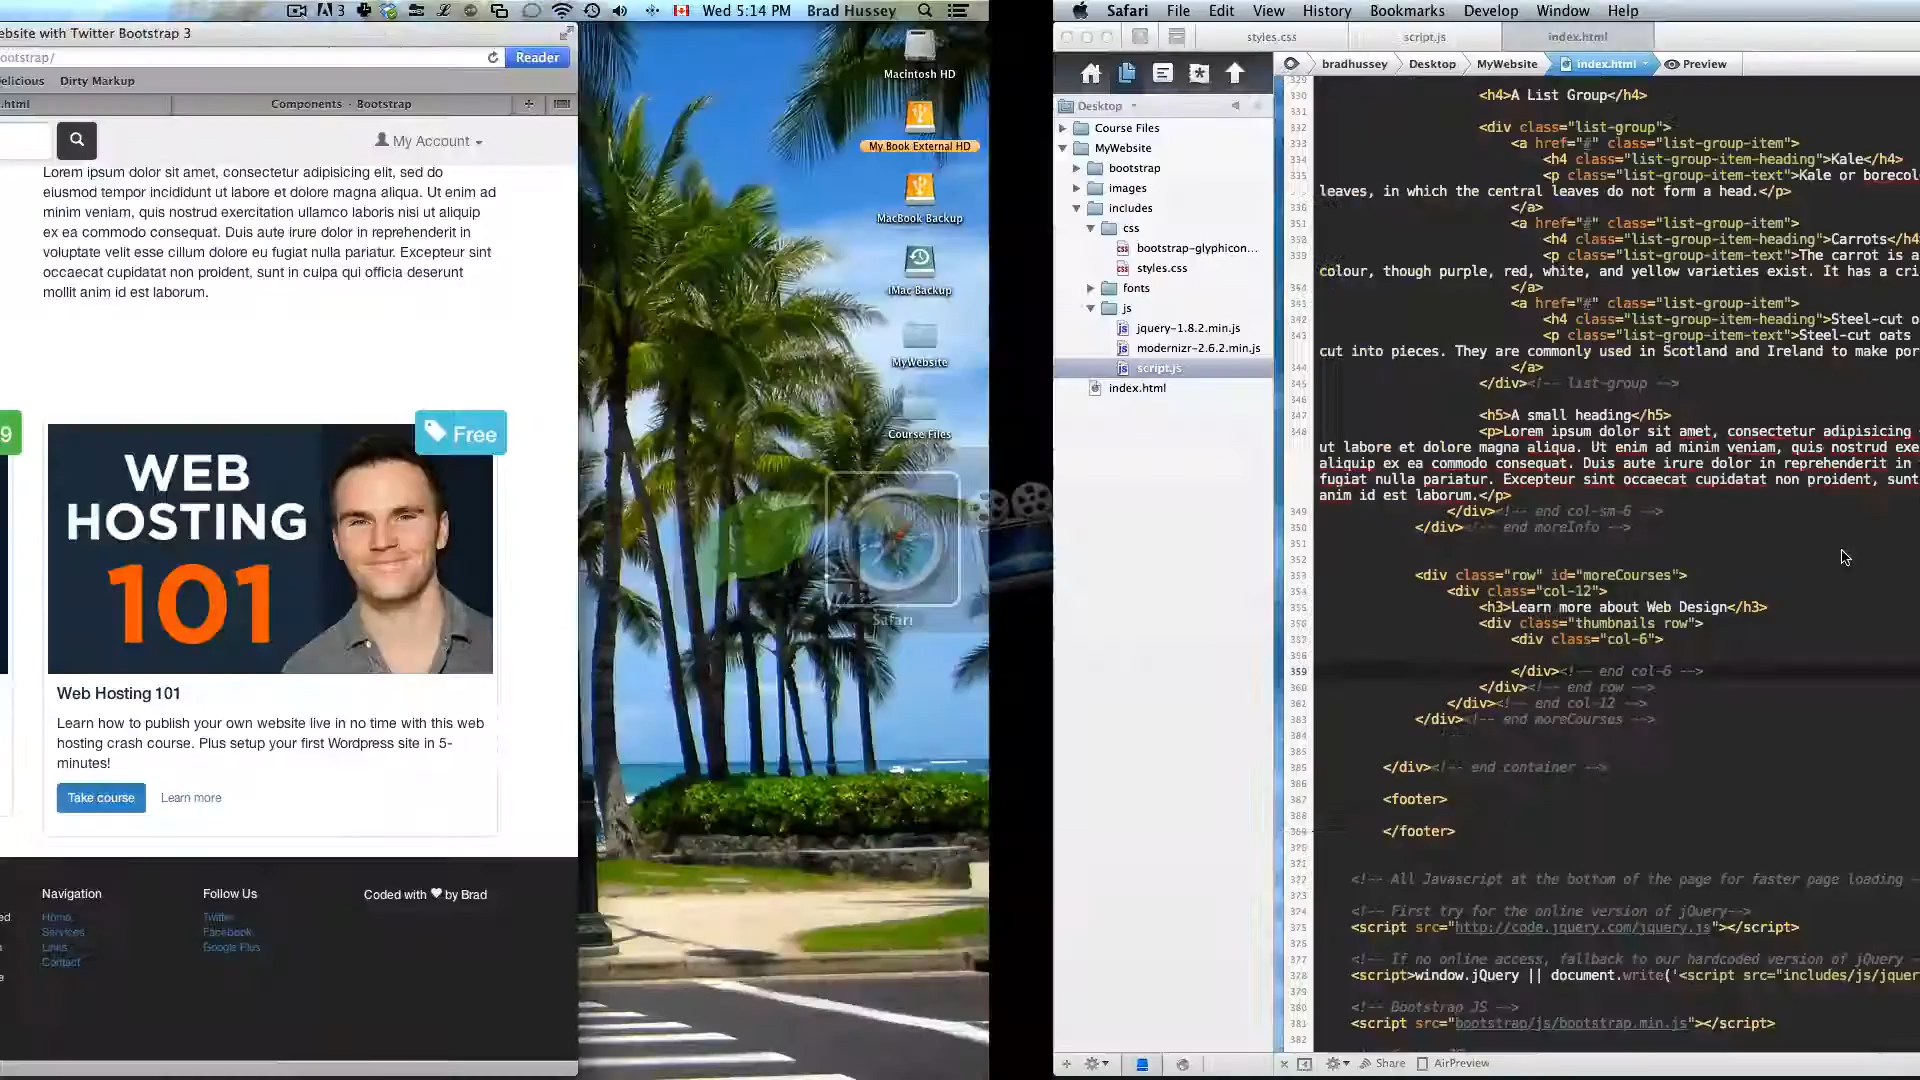 3
Wed 5:14 PM Brad Hussey
ebsite with Twitter Bootstrap 3
ootstrap/
Reader
elicious Dirty Markup
.html
Components - Bootstrap
+
My Account
Lorem ipsum dolor sit amet, consectetur adipisicing elit, sed do
eiusmod tempor incididunt ut labore et dolore magna aliqua. Ut enim ad
minim veniam, quis nostrud exercitation ullamco laboris nisi ut aliquip
ex ea commodo consequat. Duis aute irure dolor in reprehenderit in
voluptate velit esse cillum dolore eu fugiat nulla pariatur. Excepteur sint
occaecat cupidatat non proident, sunt in culpa qui officia deserunt
mollit anim id est laborum.
9
Free
WEB
HOSTING
101
Web Hosting 101
Learn how to publish your own website live in no time with this web
hosting crash course. Plus setup your first Wordpress site in 5-
minutes!
Take course Learn more
Navigation
Home
Services
Links
Contact
Follow Us
Twitter
Facebook
Google Plus
Coded with ♥ by Brad
ed
Macintosh HD
My Book External HD
MacBook Backup
iMac Backup
MyWebsite
Course Files
Safari
Safari File Edit View History Bookmarks Develop Window Help
styles.css script.js index.html
bradhussey Desktop MyWebsite index.html Preview
Desktop
Course Files
MyWebsite
bootstrap
images
includes
css
bootstrap-glyphicon...
styles.css
fonts
js
jquery-1.8.2.min.js
modernizr-2.6.2.min.js
script.js
index.html
<h4>A List Group</h4>
<div class="list-group">
<a href="#" class="list-group-item">
<h4 class="list-group-item-heading">Kale</h4>
<p class="list-group-item-text">Kale or borecol
leaves, in which the central leaves do not form a head.</p>
</a>
<a href="#" class="list-group-item">
<h4 class="list-group-item-heading">Carrots</h4
<p class="list-group-item-text">The carrot is a
colour, though purple, red, white, and yellow varieties exist. It has a cri
</a>
<a href="#" class="list-group-item">
<h4 class="list-group-item-heading">Steel-cut o
<p class="list-group-item-text">Steel-cut oats
cut into pieces. They are commonly used in Scotland and Ireland to make por
</a>
</div><!-- list-group -->
<h5>A small heading</h5>
<p>Lorem ipsum dolor sit amet, consectetur adipisicing
ut labore et dolore magna aliqua. Ut enim ad minim veniam, quis nostrud exe
aliquip ex ea commodo consequat. Duis aute irure dolor in reprehenderit in
fugiat nulla pariatur. Excepteur sint occaecat cupidatat non proident, sunt
anim id est laborum.</p>
</div><!-- end col-sm-6 -->
</div><!-- end moreInfo -->
<div class="row" id="moreCourses">
<div class="col-12">
<h3>Learn more about Web Design</h3>
<div class="thumbnails row">
<div class="col-6">
</div><!-- end col-6 -->
</div><!-- end row -->
</div><!-- end col-12 -->
</div><!-- end moreCourses -->
</div><!-- end container -->
<footer>
</footer>
<!-- All Javascript at the bottom of the page for faster page loading
<!-- First try for the online version of jQuery-->
<script src="http://code.jquery.com/jquery.js"></script>
<!-- If no online access, fallback to our hardcoded version of jQuery
<script>window.jQuery || document.write('<script src="includes/js/jquer
<!-- Bootstrap JS -->
<script src="bootstrap/js/bootstrap.min.js"></script>
Share AirPreview